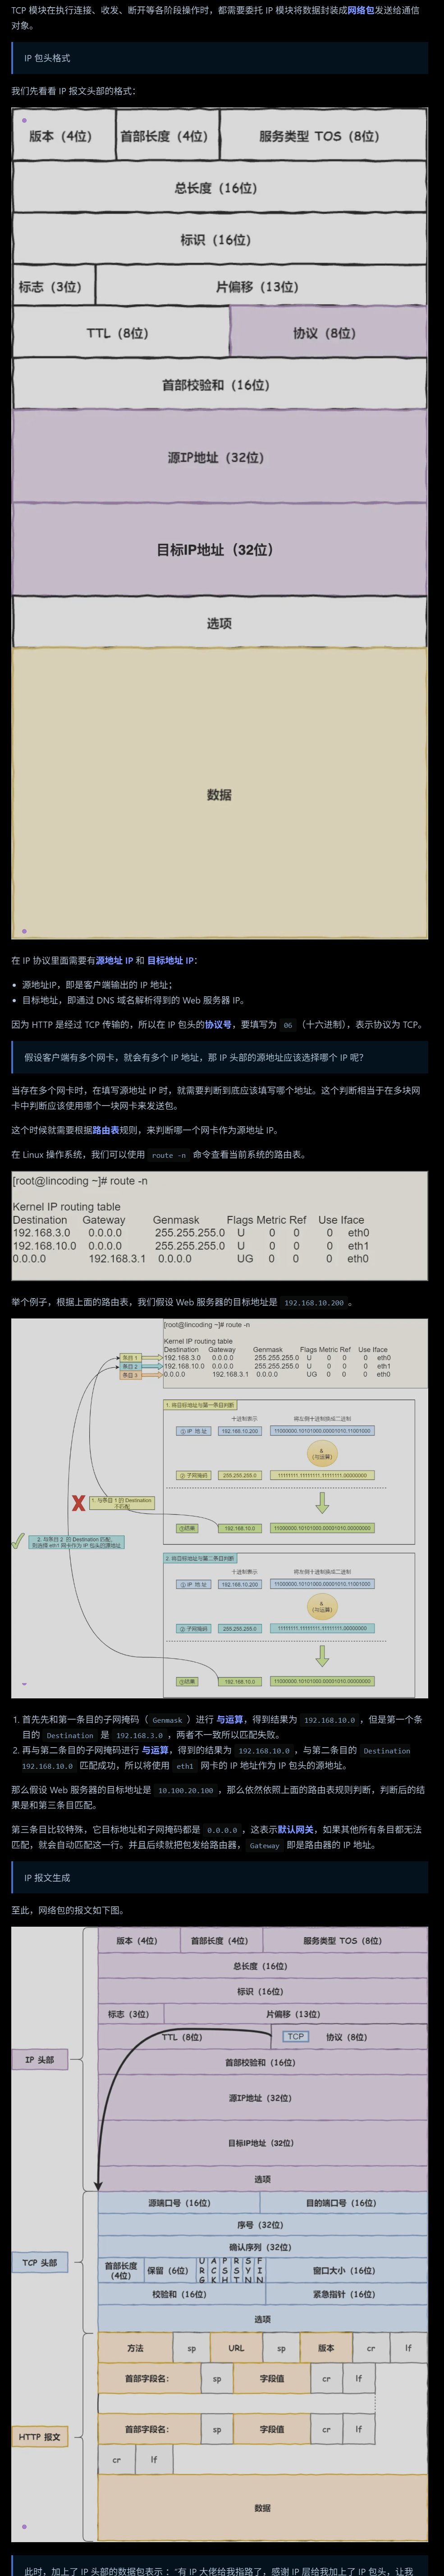 TCP 模块在执行连接、收发、断开等各阶段操作时，都需要委托 IP 模块将数据封装成网络包发送给通信
对象。
IP 包头格式
我们先看看 IP 报文头部的格式：
版本（4位） 首部长度（4位） 服务类型 TOS（8位）
总长度（16位）
标识（16位）
标志（3位） 片偏移（13位）
TTL（8位） 协议（8位）
首部校验和（16位）
源IP地址（32位）
目标IP地址（32位）
选项
数据
在 IP 协议里面需要有源地址 IP 和 目标地址 IP：
• 源地址IP，即是客户端输出的 IP 地址；
• 目标地址，即通过 DNS 域名解析得到的 Web 服务器 IP。
因为 HTTP 是经过 TCP 传输的，所以在 IP 包头的协议号，要填写为 06（十六进制），表示协议为 TCP。
假设客户端有多个网卡，就会有多个 IP 地址，那 IP 头部的源地址应该选择哪个 IP 呢？
当存在多个网卡时，在填写源地址 IP 时，就需要判断到底应该填写哪个地址。这个判断相当于在多块网
卡中判断应该使用哪个一块网卡来发送包。
这个时候就需要根据路由表规则，来判断哪一个网卡作为源地址 IP。
在 Linux 操作系统，我们可以使用 route -n 命令查看当前系统的路由表。
[root@lincoding ~]# route -n
Kernel IP routing table
Destination Gateway Genmask Flags Metric Ref Use Iface
192.168.3.0 0.0.0.0 255.255.255.0 U 0 0 0 eth0
192.168.10.0 0.0.0.0 255.255.255.0 U 0 0 0 eth1
0.0.0.0 192.168.3.1 0.0.0.0 UG 0 0 0 eth0
举个例子，根据上面的路由表，我们假设 Web 服务器的目标地址是 192.168.10.200。
[root@lincoding ~]# route -n
Kernel IP routing table
Destination Gateway Genmask Flags Metric Ref Use Iface
条目 1 192.168.3.0 0.0.0.0 255.255.255.0 U 0 0 0 eth0
条目 2 192.168.10.0 0.0.0.0 255.255.255.0 U 0 0 0 eth1
条目 3 0.0.0.0 192.168.3.1 0.0.0.0 UG 0 0 0 eth0
1. 将目标地址与第一条目判断
十进制表示 将左侧十进制换成二进制
① IP 地 址 192.168.10.200 11000000.10101000.00001010.11001000
&
(与运算)
② 子网掩码 255.255.255.0 11111111.11111111.11111111.00000000
1. 与条目 1 的 Destination
不匹配
③结果 192.168.10.0 11000000.10101000.00001010.00000000
2. 与条目 2 的 Destination 匹配，
则选择 eth1 网卡作为 IP 包头的源地址
2. 将目标地址与第二条目判断
十进制表示 将左侧十进制换成二进制
① IP 地 址 192.168.10.200 11000000.10101000.00001010.11001000
&
(与运算)
② 子网掩码 255.255.255.0 11111111.11111111.11111111.00000000
③结果 192.168.10.0 11000000.10101000.00001010.00000000
1. 首先先和第一条目的子网掩码（Genmask）进行 与运算，得到结果为 192.168.10.0，但是第一个条
目的 Destination 是 192.168.3.0，两者不一致所以匹配失败。
2. 再与第二条目的子网掩码进行 与运算，得到的结果为 192.168.10.0，与第二条目的 Destination
192.168.10.0 匹配成功，所以将使用 eth1 网卡的 IP 地址作为 IP 包头的源地址。
那么假设 Web 服务器的目标地址是 10.100.20.100，那么依然依照上面的路由表规则判断，判断后的结
果是和第三条目匹配。
第三条目比较特殊，它目标地址和子网掩码都是 0.0.0.0，这表示默认网关，如果其他所有条目都无法
匹配，就会自动匹配这一行。并且后续就把包发给路由器，Gateway 即是路由器的 IP 地址。
IP 报文生成
至此，网络包的报文如下图。
版本（4位） 首部长度（4位） 服务类型 TOS（8位）
总长度（16位）
标识（16位）
标志（3位） 片偏移（13位）
TTL（8位） TCP 协议（8位）
IP 头部
首部校验和（16位）
源IP地址（32位）
目标IP地址（32位）
选项
源端口号（16位） 目的端口号（16位）
序号（32位）
确认序列（32位）
TCP 头部
首部长度（4位） 保留（6位） URG ACK PSH RST SYN FIN 窗口大小（16位）
校验和（16位） 紧急指针（16位）
选项
方法 sp URL sp 版本 cr lf
首部字段名： sp 字段值 cr lf
HTTP 报文
首部字段名： sp 字段值 cr lf
cr lf
数据
此时，加上了 IP 头部的数据包表示 ：“有 IP 大佬给我指路了，感谢 IP 层给我加上了 IP 包头，让我